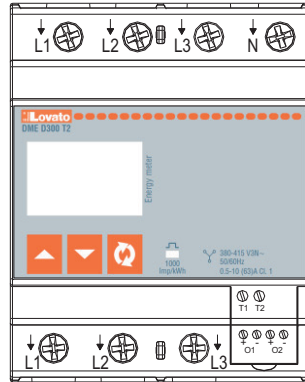 L1 L2 L3 N
Lovato
DME D300 T2
Energy meter
1000
imp/kWh
380-415 V3N~
50/60Hz
0.5-10 (63)A Cl. 1
T1 T2
+ - + -
O1 O2
L1 L2 L3